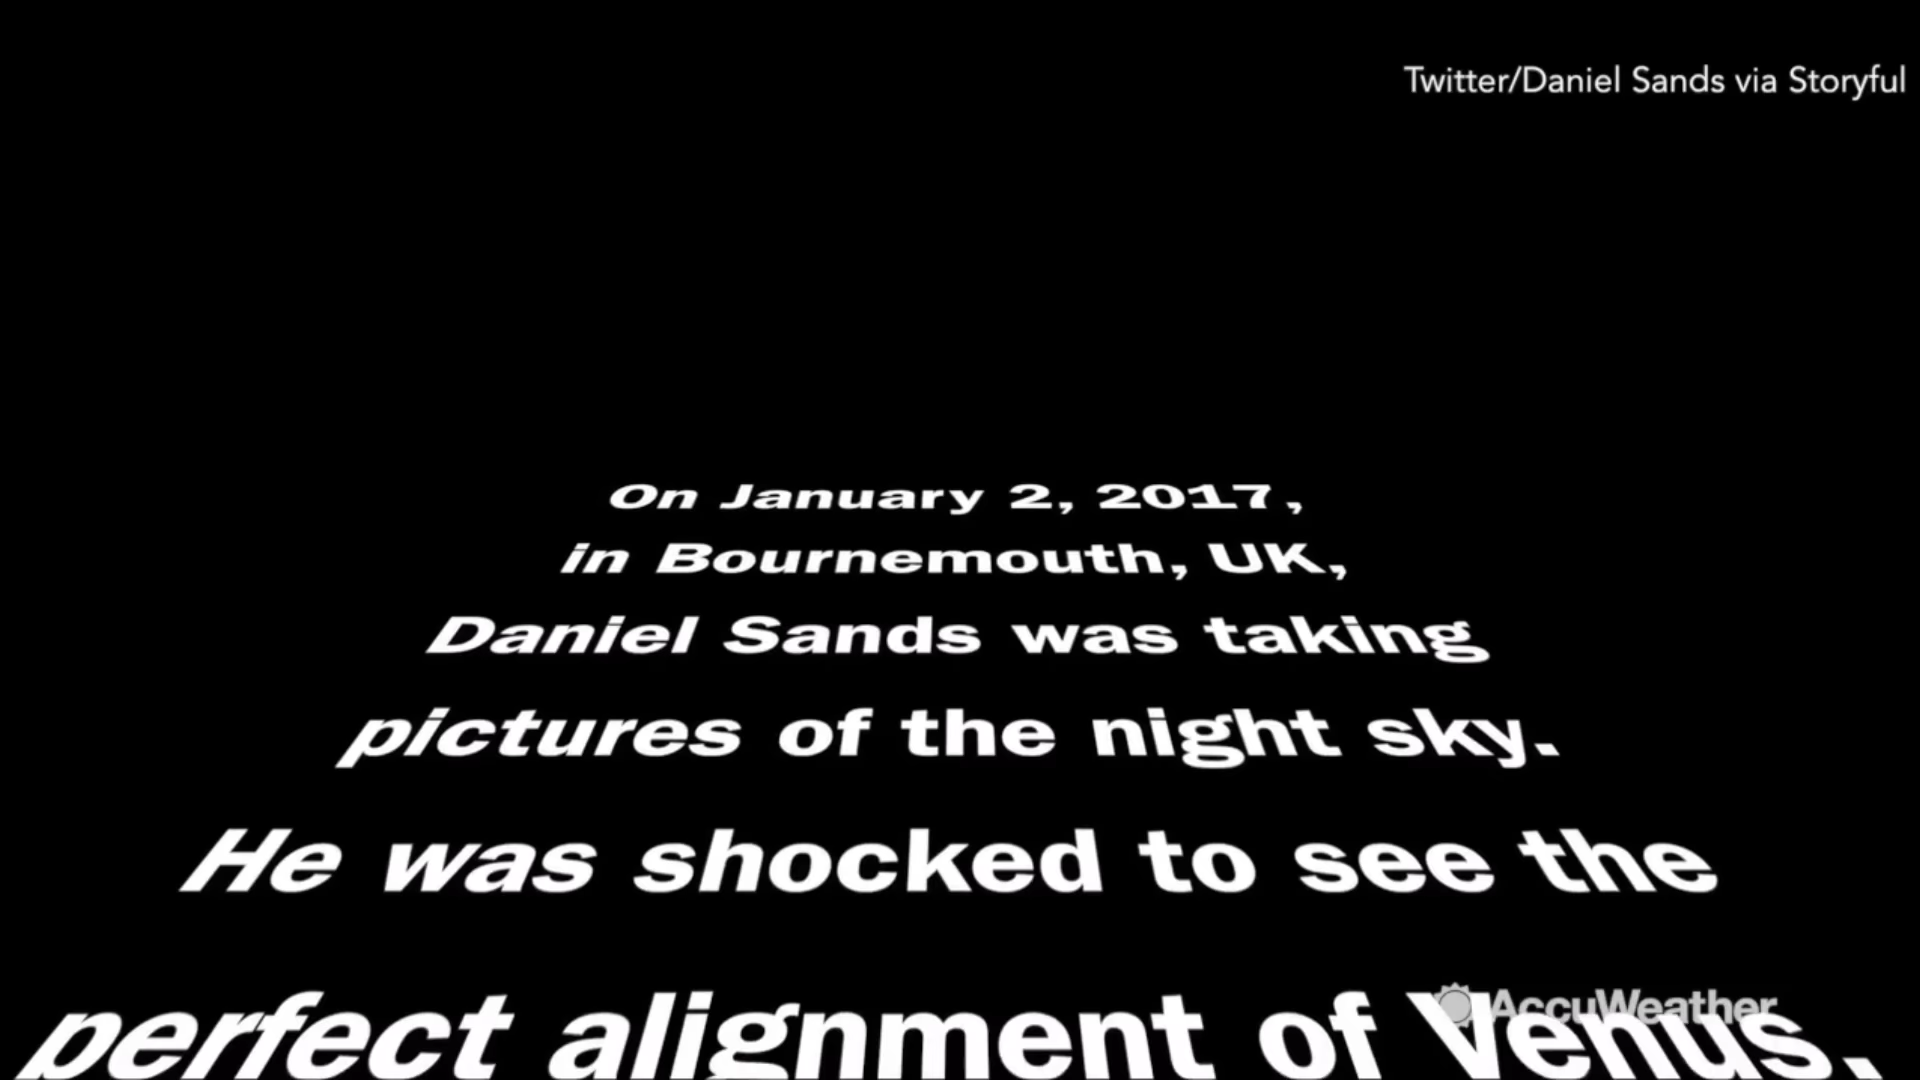 Twitter/Daniel Sands via Storyful
On January 2, 2017,
in Bournemouth, UK,
Daniel Sands was taking
pictures of the night sky.
He was shocked to see the
perfect alignment of Venus,
AccuWeather